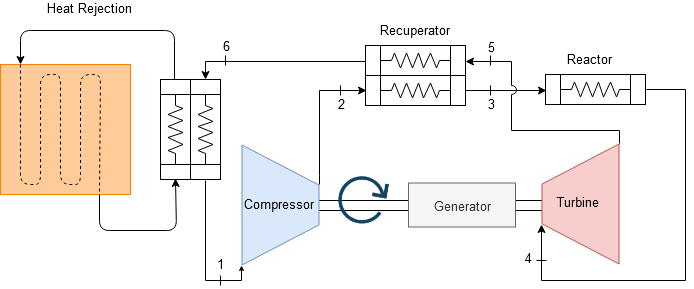 Heat Rejection
Recuperator
6
5
Reactor
2
3
Compressor
Generator
Turbine
1
4